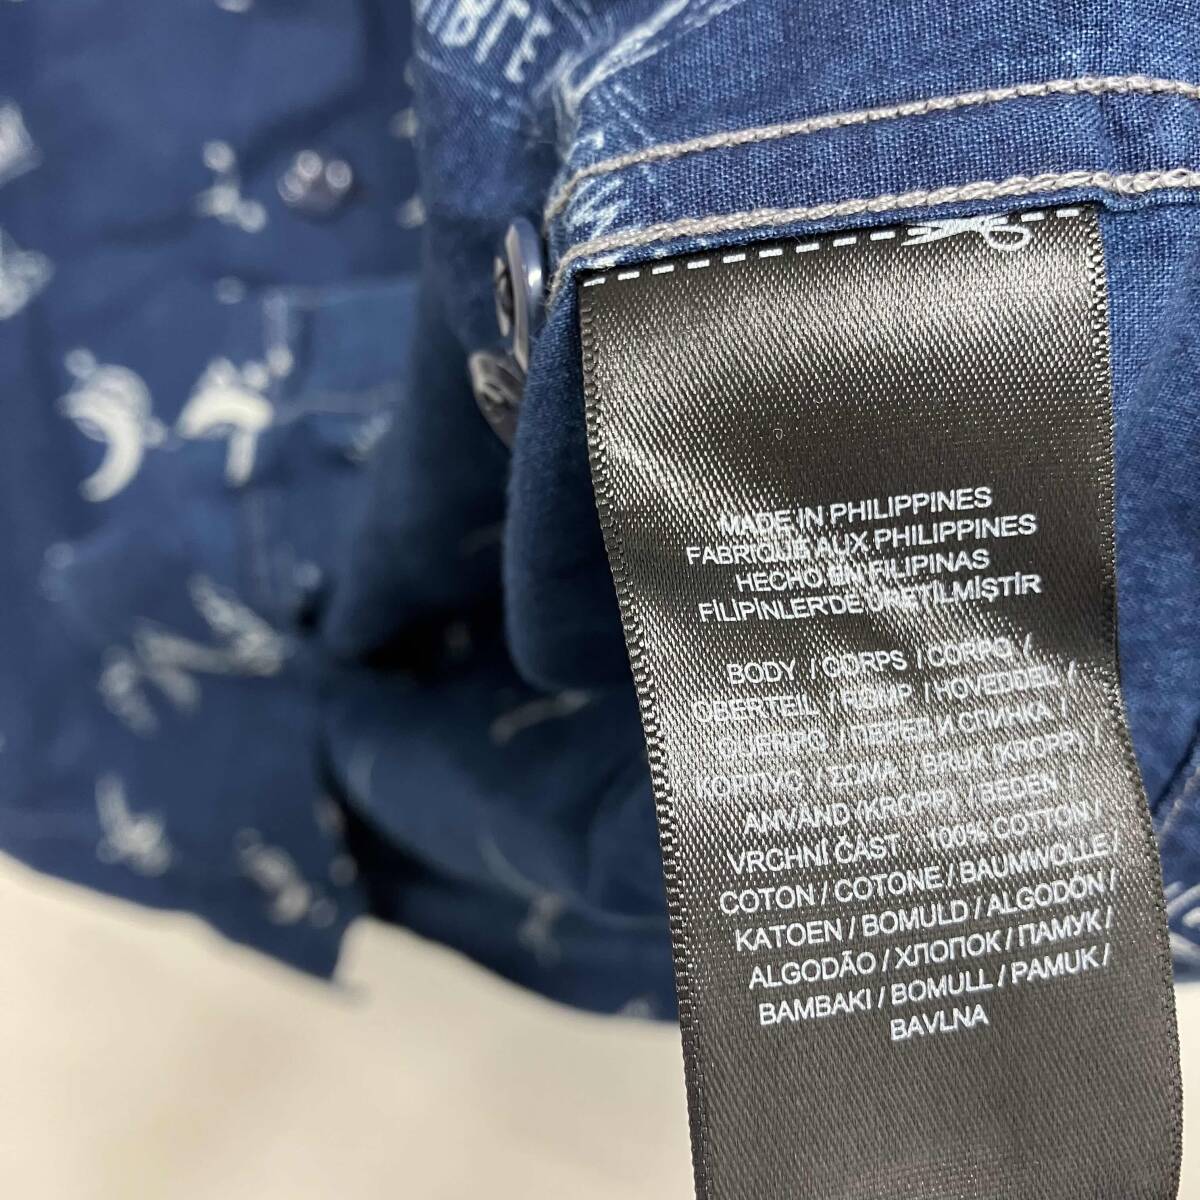 MADE IN PHILIPPINES
FABRIQUE AUX PHILIPPINES
HECHO EN FILIPINAS
FİLİPİNLER'DE ÜRETİLMİŞTİR
BODY / CORPS / CORPO /
OBERTEIL / ROMP / HOVEDDEL /
CUERPO / ПЕРЕД И СПИНКА /
КОРПУС / ΣΩΜΑ / BRUK (KROPP) /
ANVÄND (KROPP) / BEDEN /
VRCHNÍ ČÁST : 100% COTTON /
COTON / COTONE / BAUMWOLLE /
KATOEN / BOMULD / ALGODÓN /
ALGODÃO / ХЛОПОК / ПАМУК /
BAMBAKI / BOMULL / PAMUK /
BAVLNA